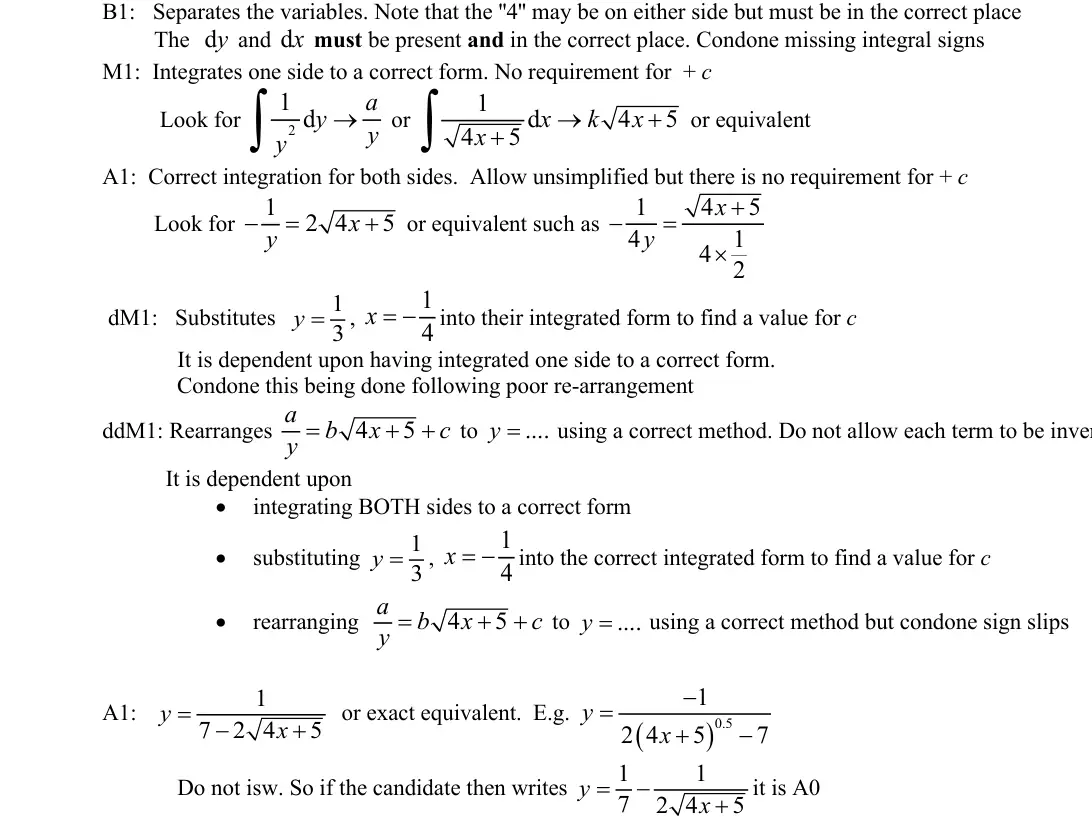 B1: Separates the variables. Note that the "4" may be on either side but must be in the correct place
The dy and dx must be present and in the correct place. Condone missing integral signs
M1: Integrates one side to a correct form. No requirement for + c
Look for ∫ 1/y² dy → a/y or ∫ 1/√(4x+5) dx → k√(4x+5) or equivalent
A1: Correct integration for both sides. Allow unsimplified but there is no requirement for + c
Look for −1/y = 2√(4x+5) or equivalent such as −1/4y = √(4x+5)/(4×1/2)
dM1: Substitutes y = 1/3, x = −1/4 into their integrated form to find a value for c
It is dependent upon having integrated one side to a correct form.
Condone this being done following poor re-arrangement
ddM1: Rearranges a/y = b√(4x+5) + c to y = .... using a correct method. Do not allow each term to be
It is dependent upon
• integrating BOTH sides to a correct form
• substituting y = 1/3, x = −1/4 into the correct integrated form to find a value for c
• rearranging a/y = b√(4x+5) + c to y = .... using a correct method but condone sign slips
A1: y = 1/(7−2√(4x+5)) or exact equivalent. E.g. y = −1/(2(4x+5)^0.5 −7)
Do not isw. So if the candidate then writes y = 1/7 − 1/(2√(4x+5)) it is A0